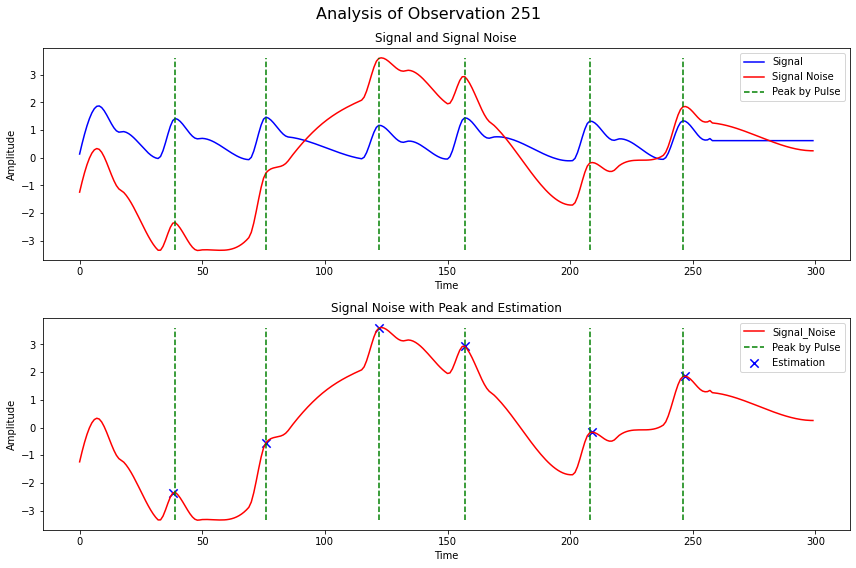 Analysis of Observation 251
Signal and Signal Noise
Signal
Signal Noise
Peak by Pulse
Amplitude
3
2
1
0
−1
−2
−3
0 50 100 150 200 250 300
Time
Signal Noise with Peak and Estimation
Signal_Noise
Peak by Pulse
Estimation
Amplitude
3
2
1
0
−1
−2
−3
0 50 100 150 200 250 300
Time